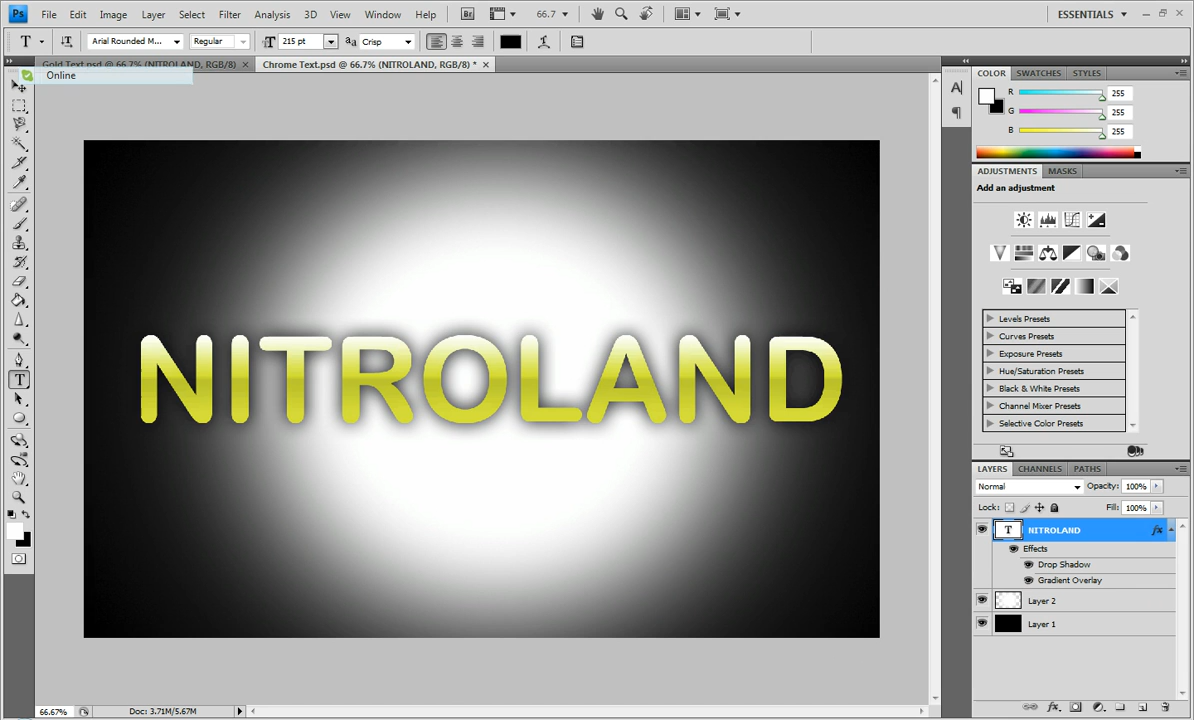 Ps File Edit Image Layer Select Filter Analysis 3D View Window Help Br 66.7 ESSENTIALS
T Arial Rounded M... Regular T 215 pt aa Crisp
Gold Text.psd @ 66.7% (NITROLAND, RGB/8) Chrome Text.psd @ 66.7% (NITROLAND, RGB/8) *
Online
COLOR SWATCHES STYLES
R 255
G 255
B 255
ADJUSTMENTS MASKS
Add an adjustment
Levels Presets
Curves Presets
Exposure Presets
Hue/Saturation Presets
Black & White Presets
Channel Mixer Presets
Selective Color Presets
NITROLAND
LAYERS CHANNELS PATHS
Normal Opacity: 100%
Lock: Fill: 100%
T NITROLAND fx
Effects
Drop Shadow
Gradient Overlay
Layer 2
Layer 1
66.67% Doc: 3.71M/5.67M